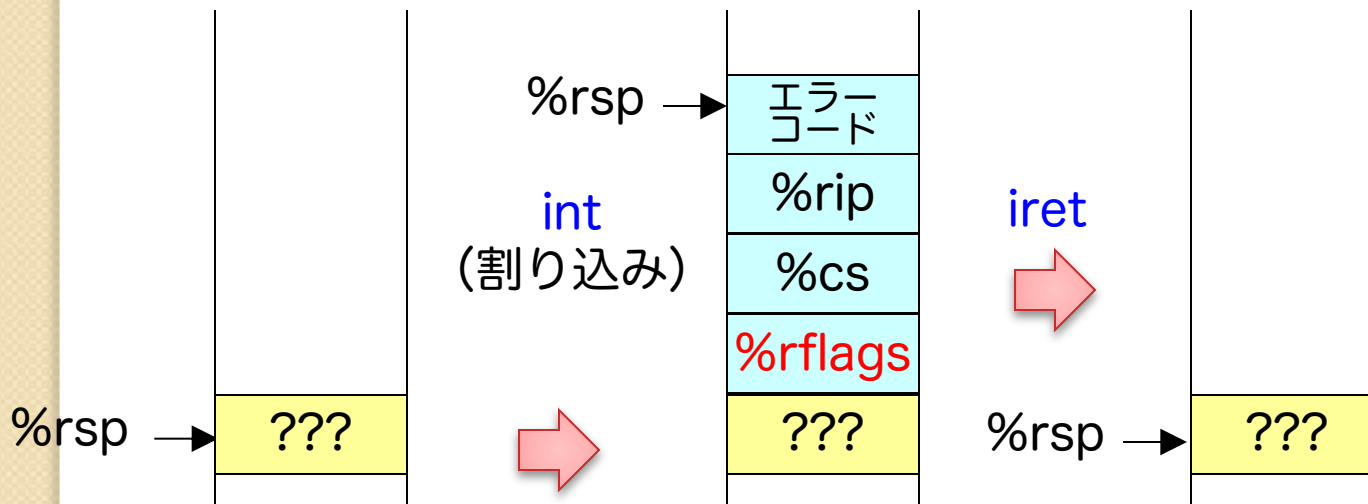 %rsp
???
int
(割り込み)
%rsp
エラー
コード
%rip
%cs
%rflags
???
iret
%rsp
???